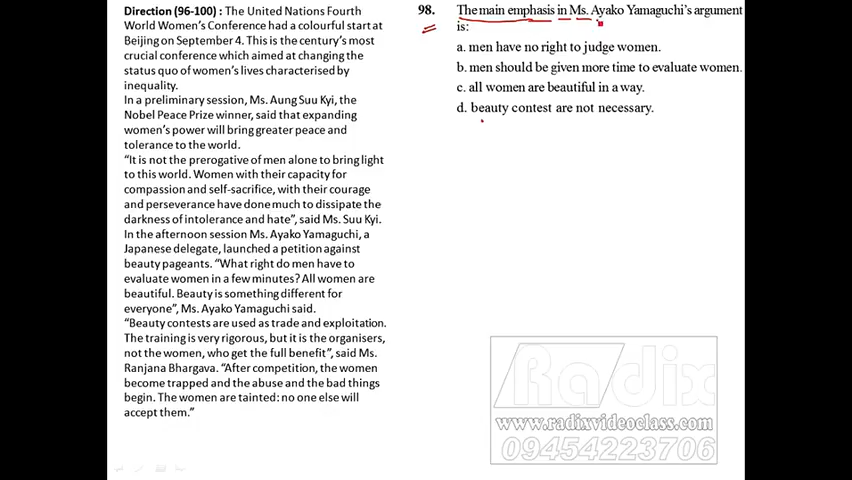 Direction (96-100) : The United Nations Fourth
World Women's Conference had a colourful start at
Beijing on September 4. This is the century's most
crucial conference which aimed at changing the
status quo of women's lives characterised by
inequality.
In a preliminary session, Ms. Aung Suu Kyi, the
Nobel Peace Prize winner, said that expanding
women's power will bring greater peace and
tolerance to the world.
"It is not the prerogative of men alone to bring light
to this world. Women with their capacity for
compassion and self-sacrifice, with their courage
and perseverance have done much to dissipate the
darkness of intolerance and hate", said Ms. Suu Kyi.
In the afternoon session Ms. Ayako Yamaguchi, a
Japanese delegate, launched a petition against
beauty pageants. "What right do men have to
evaluate women in a few minutes? All women are
beautiful. Beauty is something different for
everyone", Ms. Ayako Yamaguchi said.
"Beauty contests are used as trade and exploitation.
The training is very rigorous, but it is the organisers,
not the women, who get the full benefit", said Ms.
Ranjana Bhargava. "After competition, the women
become trapped and the abuse and the bad things
begin. The women are tainted: no one else will
accept them."
98. The main emphasis in Ms. Ayako Yamaguchi's argument
is:
a. men have no right to judge women.
b. men should be given more time to evaluate women.
c. all women are beautiful in a way.
d. beauty contest are not necessary.
Radix
www.radixvideoclass.com
09454223706